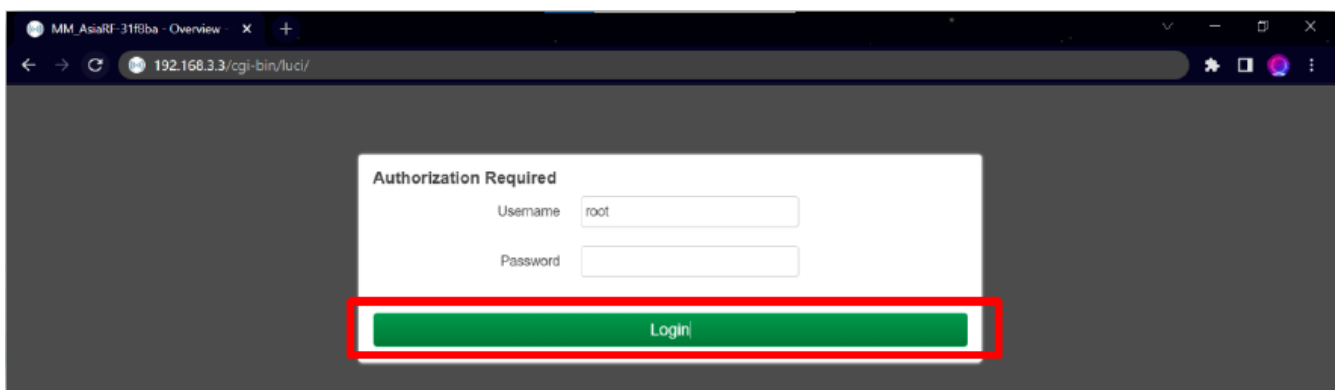 MM_AsiaRF-31f8ba - Overview -
192.168.3.3/cgi-bin/luci/
Authorization Required
Username root
Password
Login